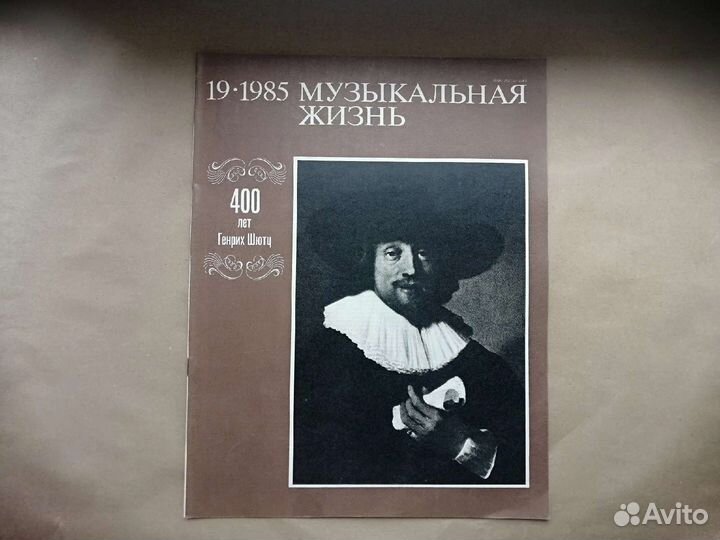 19·1985 МУЗЫКАЛЬНАЯ
ЖИЗНЬ
400
лет
Генрих Шютц
Avito